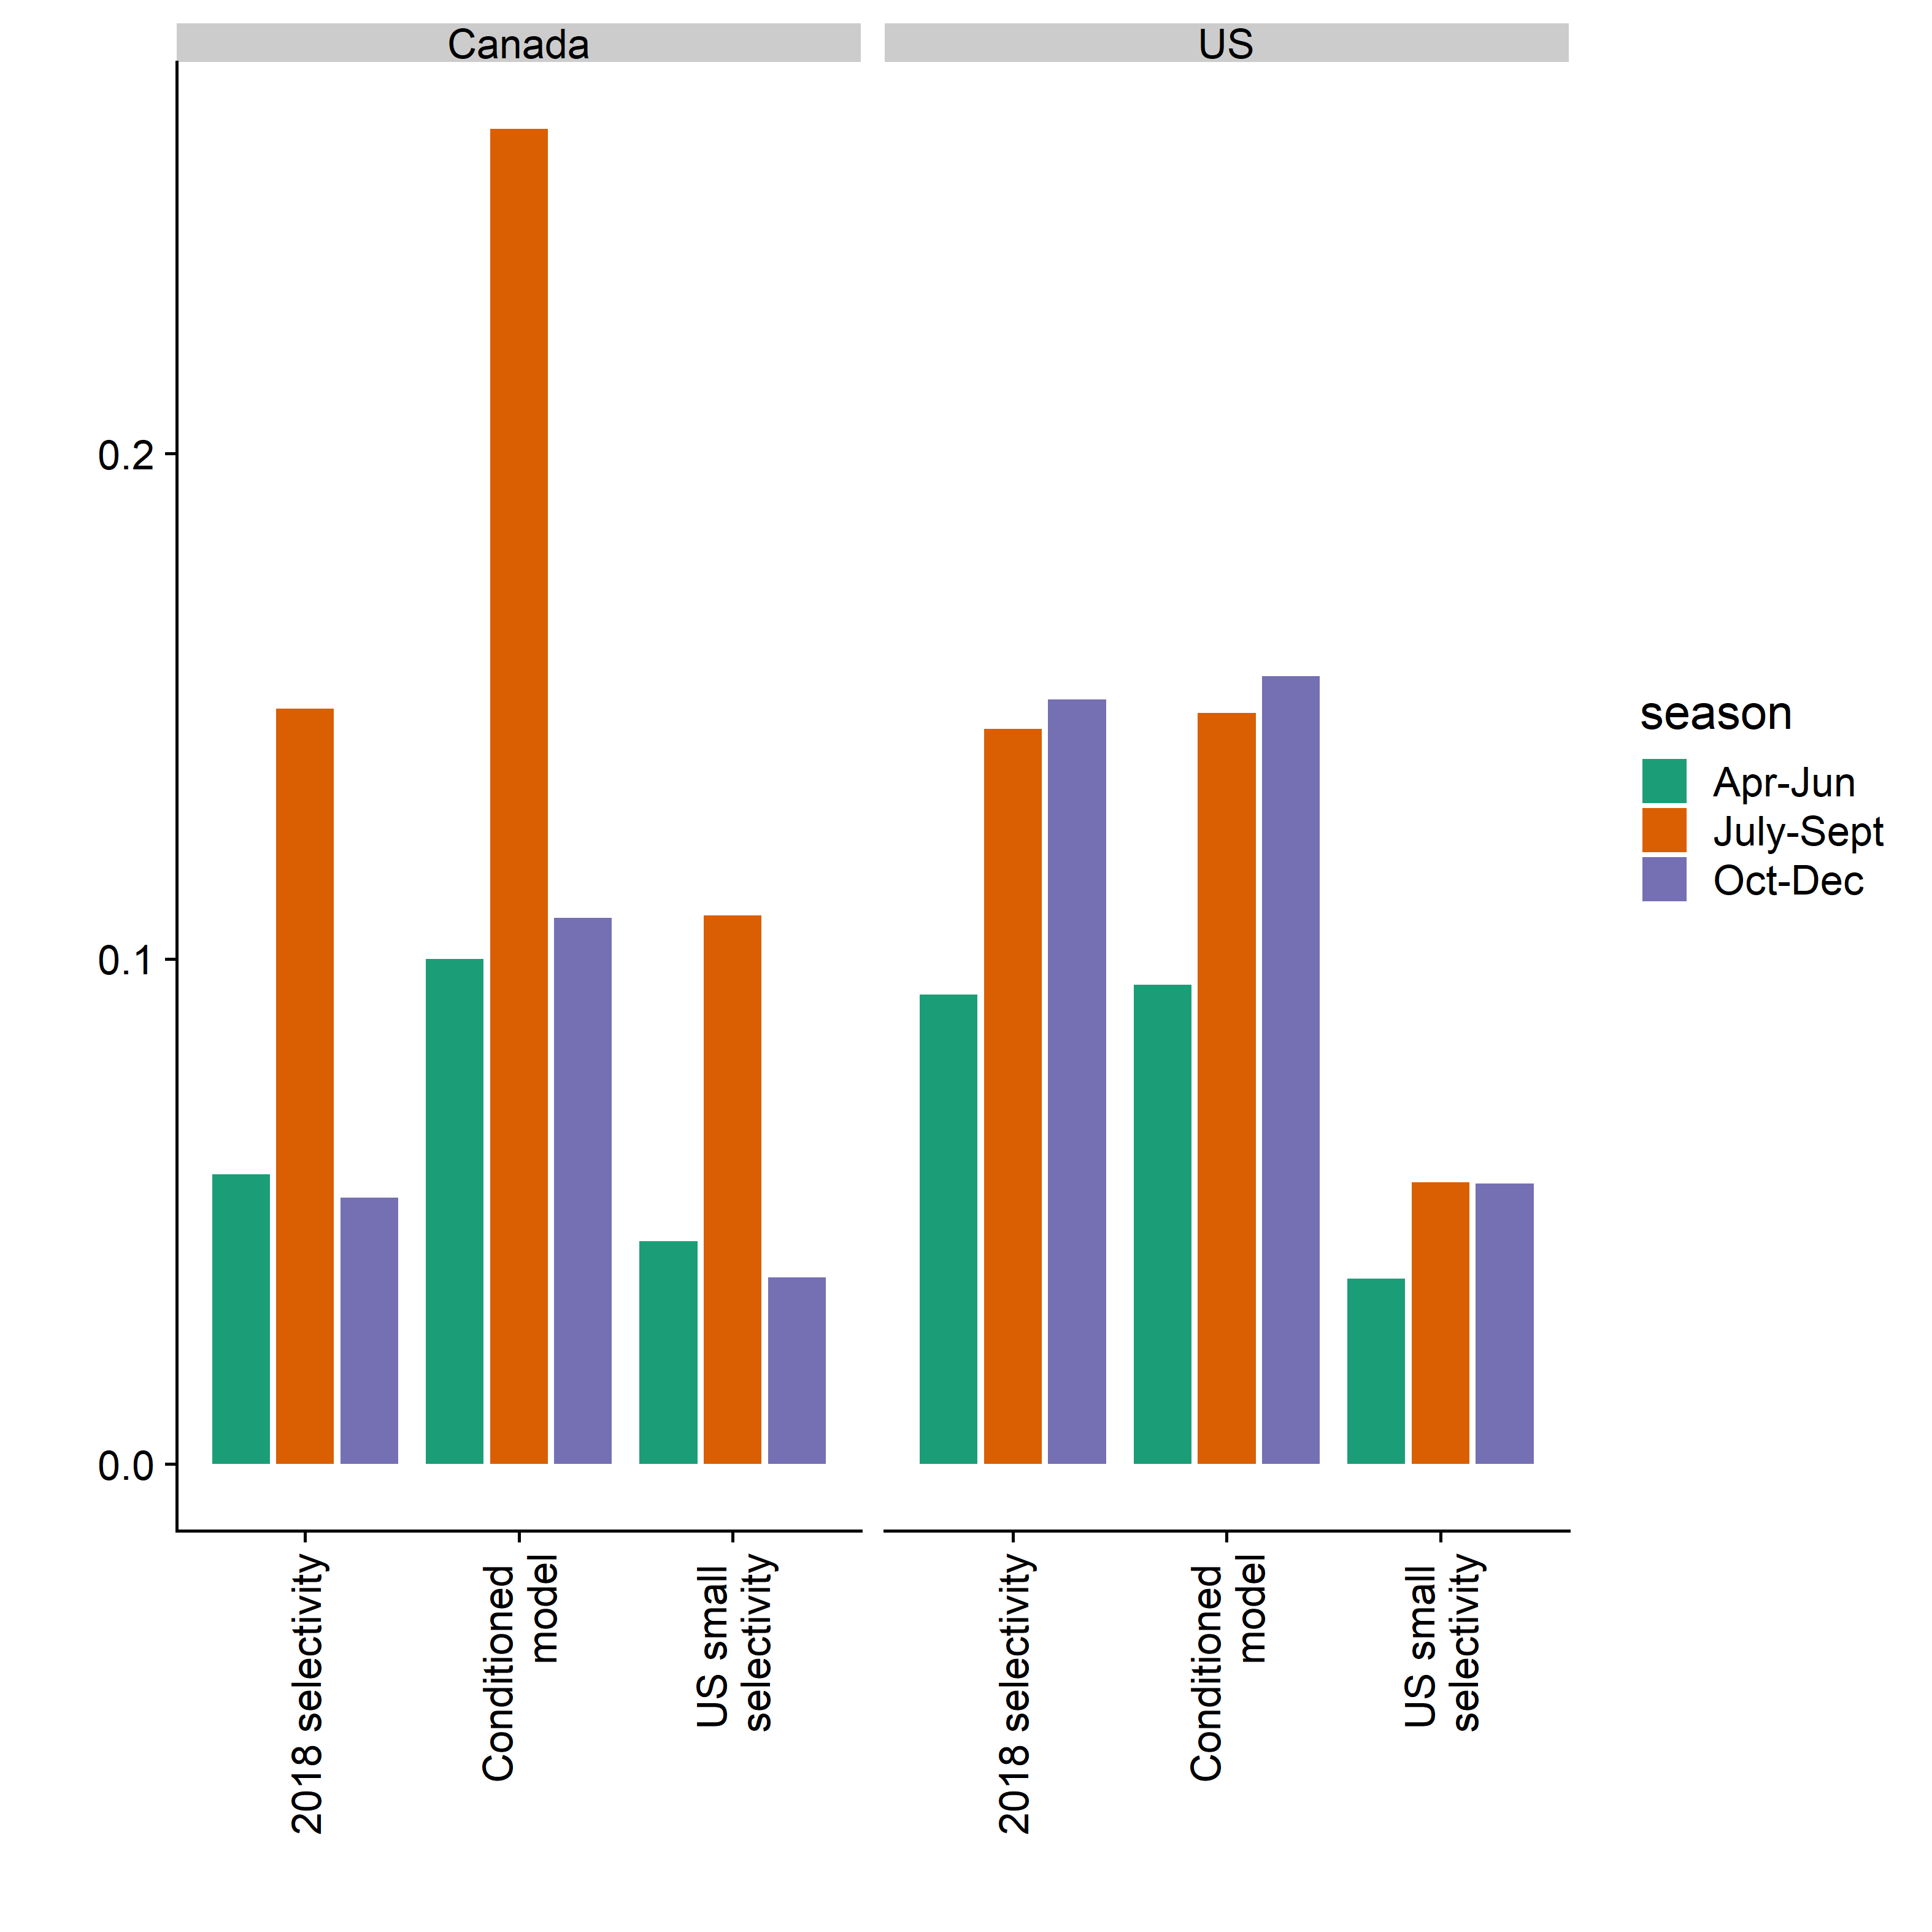 Canada
US
0.2
0.1
0.0
2018 selectivity
Conditioned
model
US small
selectivity
2018 selectivity
Conditioned
model
US small
selectivity
season
Apr-Jun
July-Sept
Oct-Dec